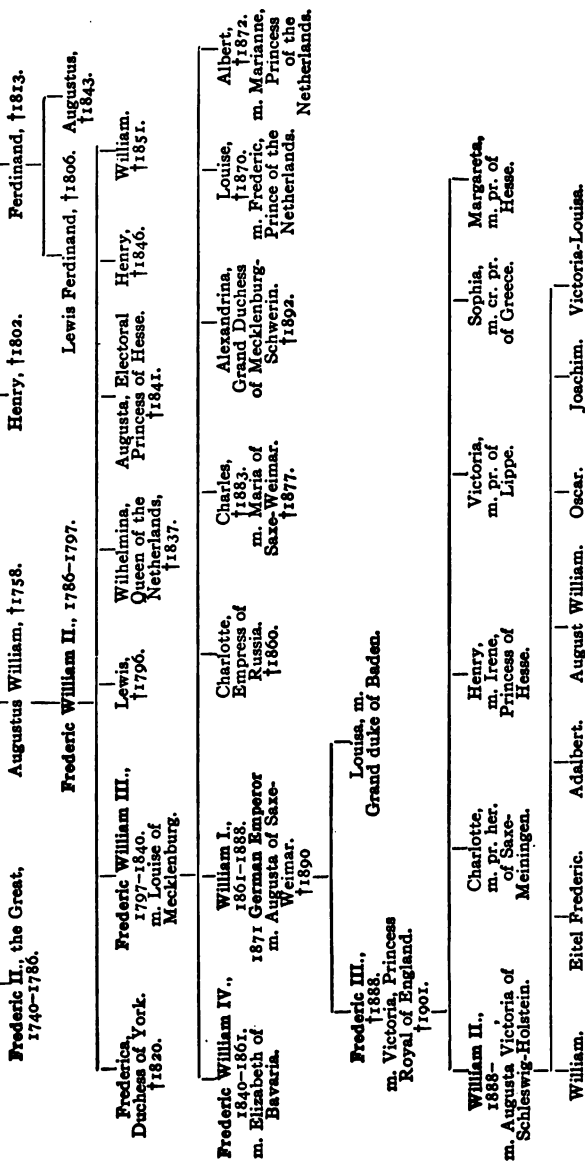 Frederic II., the Great,
1740-1786.
Augustus William, †1758.
Henry, †1802.
Ferdinand, †1813.
Frederic William II., 1786-1797.
Lewis Ferdinand, †1806.
Augustus,
†1843.
Frederica,
Duchess of York.
†1820.
Frederic William III.,
1797-1840.
m. Louise of
Mecklenburg.
Lewis,
†1796.
Wilhelmina,
Queen of the
Netherlands,
†1837.
Augusta, Electoral
Princess of Hesse.
†1841.
Henry,
†1846.
William.
†1851.
Frederic William IV.,
1840-1861.
m. Elizabeth of
Bavaria.
William I.,
1861-1888.
1871 German Emperor
m. Augusta of Saxe-
Weimar.
†1890
Charlotte,
Empress of
Russia.
†1860.
Charles,
†1883.
m. Maria of
Saxe-Weimar.
†1877.
Alexandrina,
Grand Duchess
of Mecklenburg-
Schwerin.
†1892.
Louise,
†1870.
m. Frederic,
Prince of the
Netherlands.
Albert,
†1872.
m. Marianne,
Princess
of the
Netherlands.
Frederic III.,
†1888.
m. Victoria, Princess
Royal of England.
†1901.
Louisa, m.
Grand duke of Baden.
William II.,
1888-
m. Augusta Victoria of
Schleswig-Holstein.
Charlotte,
m. pr. her.
of Saxe-
Meiningen.
Henry,
m. Irene,
Princess of
Hesse.
Victoria,
m. pr. of
Lippe.
Sophia,
m. cr. pr.
of Greece.
Margareta,
m. pr. of
Hesse.
William.
Eitel Frederic.
Adalbert.
August William.
Oscar.
Joachim.
Victoria-Louisa.